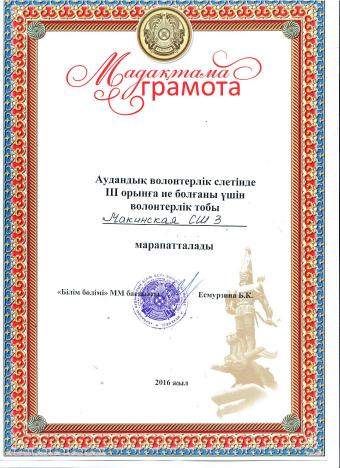 Мадақтама
грамота
Аудандық волонтерлік слетінде
III орынға ие болғаны үшін
волонтерлік тобы
Макинская СШ 3
марапатталады
«Білім бөлімі» ММ басшысы Есмурзина Б.К.
2016 жыл